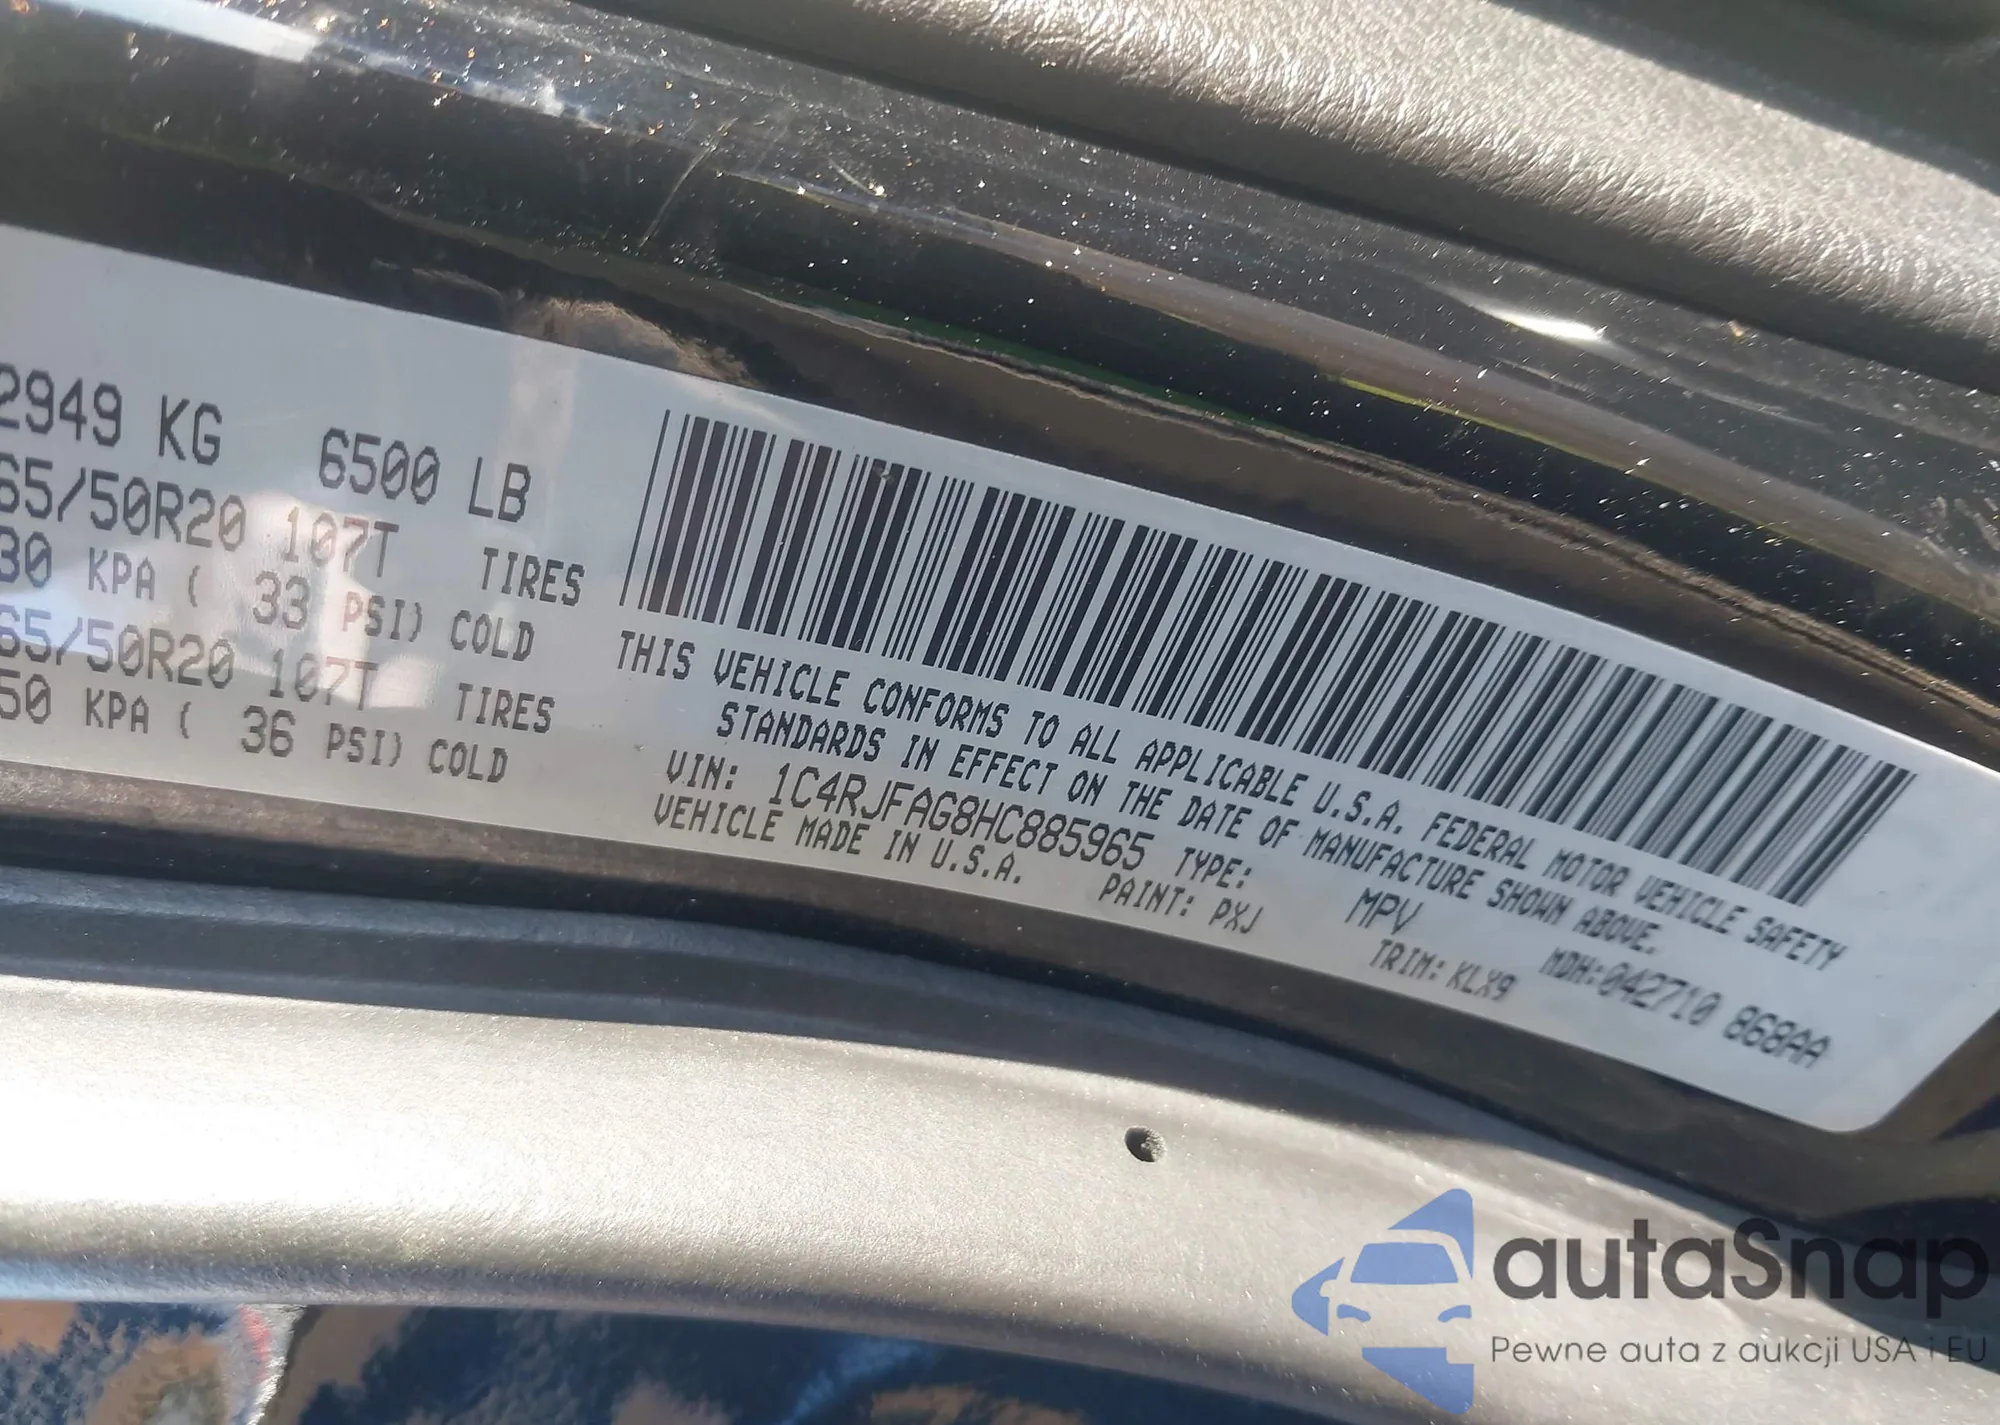 2949 KG 6500 LB
65/50R20 107T TIRES
30 KPA ( 33 PSI) COLD
65/50R20 107T TIRES
50 KPA ( 36 PSI) COLD
THIS VEHICLE CONFORMS TO ALL APPLICABLE U.S.A. FEDERAL MOTOR VEHICLE SAFETY
STANDARDS IN EFFECT ON THE DATE OF MANUFACTURE SHOWN ABOVE.
VIN: 1C4RJFAG8HC885965 TYPE: MPV MDH:042710 868AA
VEHICLE MADE IN U.S.A. PAINT: PXJ TRIM: KLX9
autaSnap
Pewne auta z aukcji USA i EU